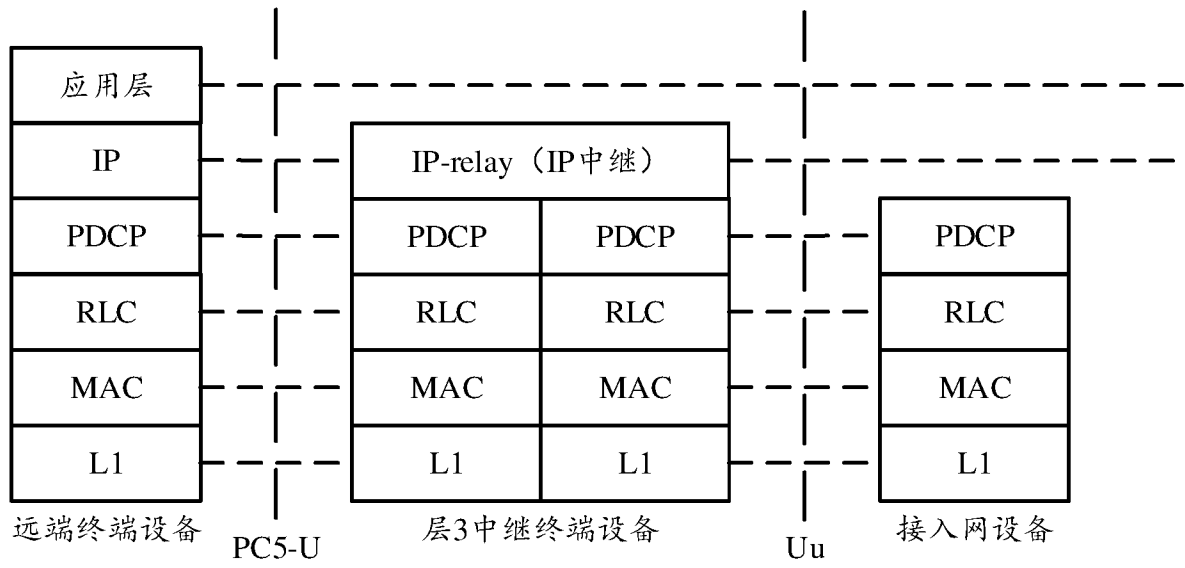 应用层
IP
IP-relay（IP中继）
PDCP
PDCP
PDCP
PDCP
RLC
RLC
RLC
RLC
MAC
MAC
MAC
MAC
L1
L1
L1
L1
远端终端设备
PC5-U
层3中继终端设备
Uu
接入网设备